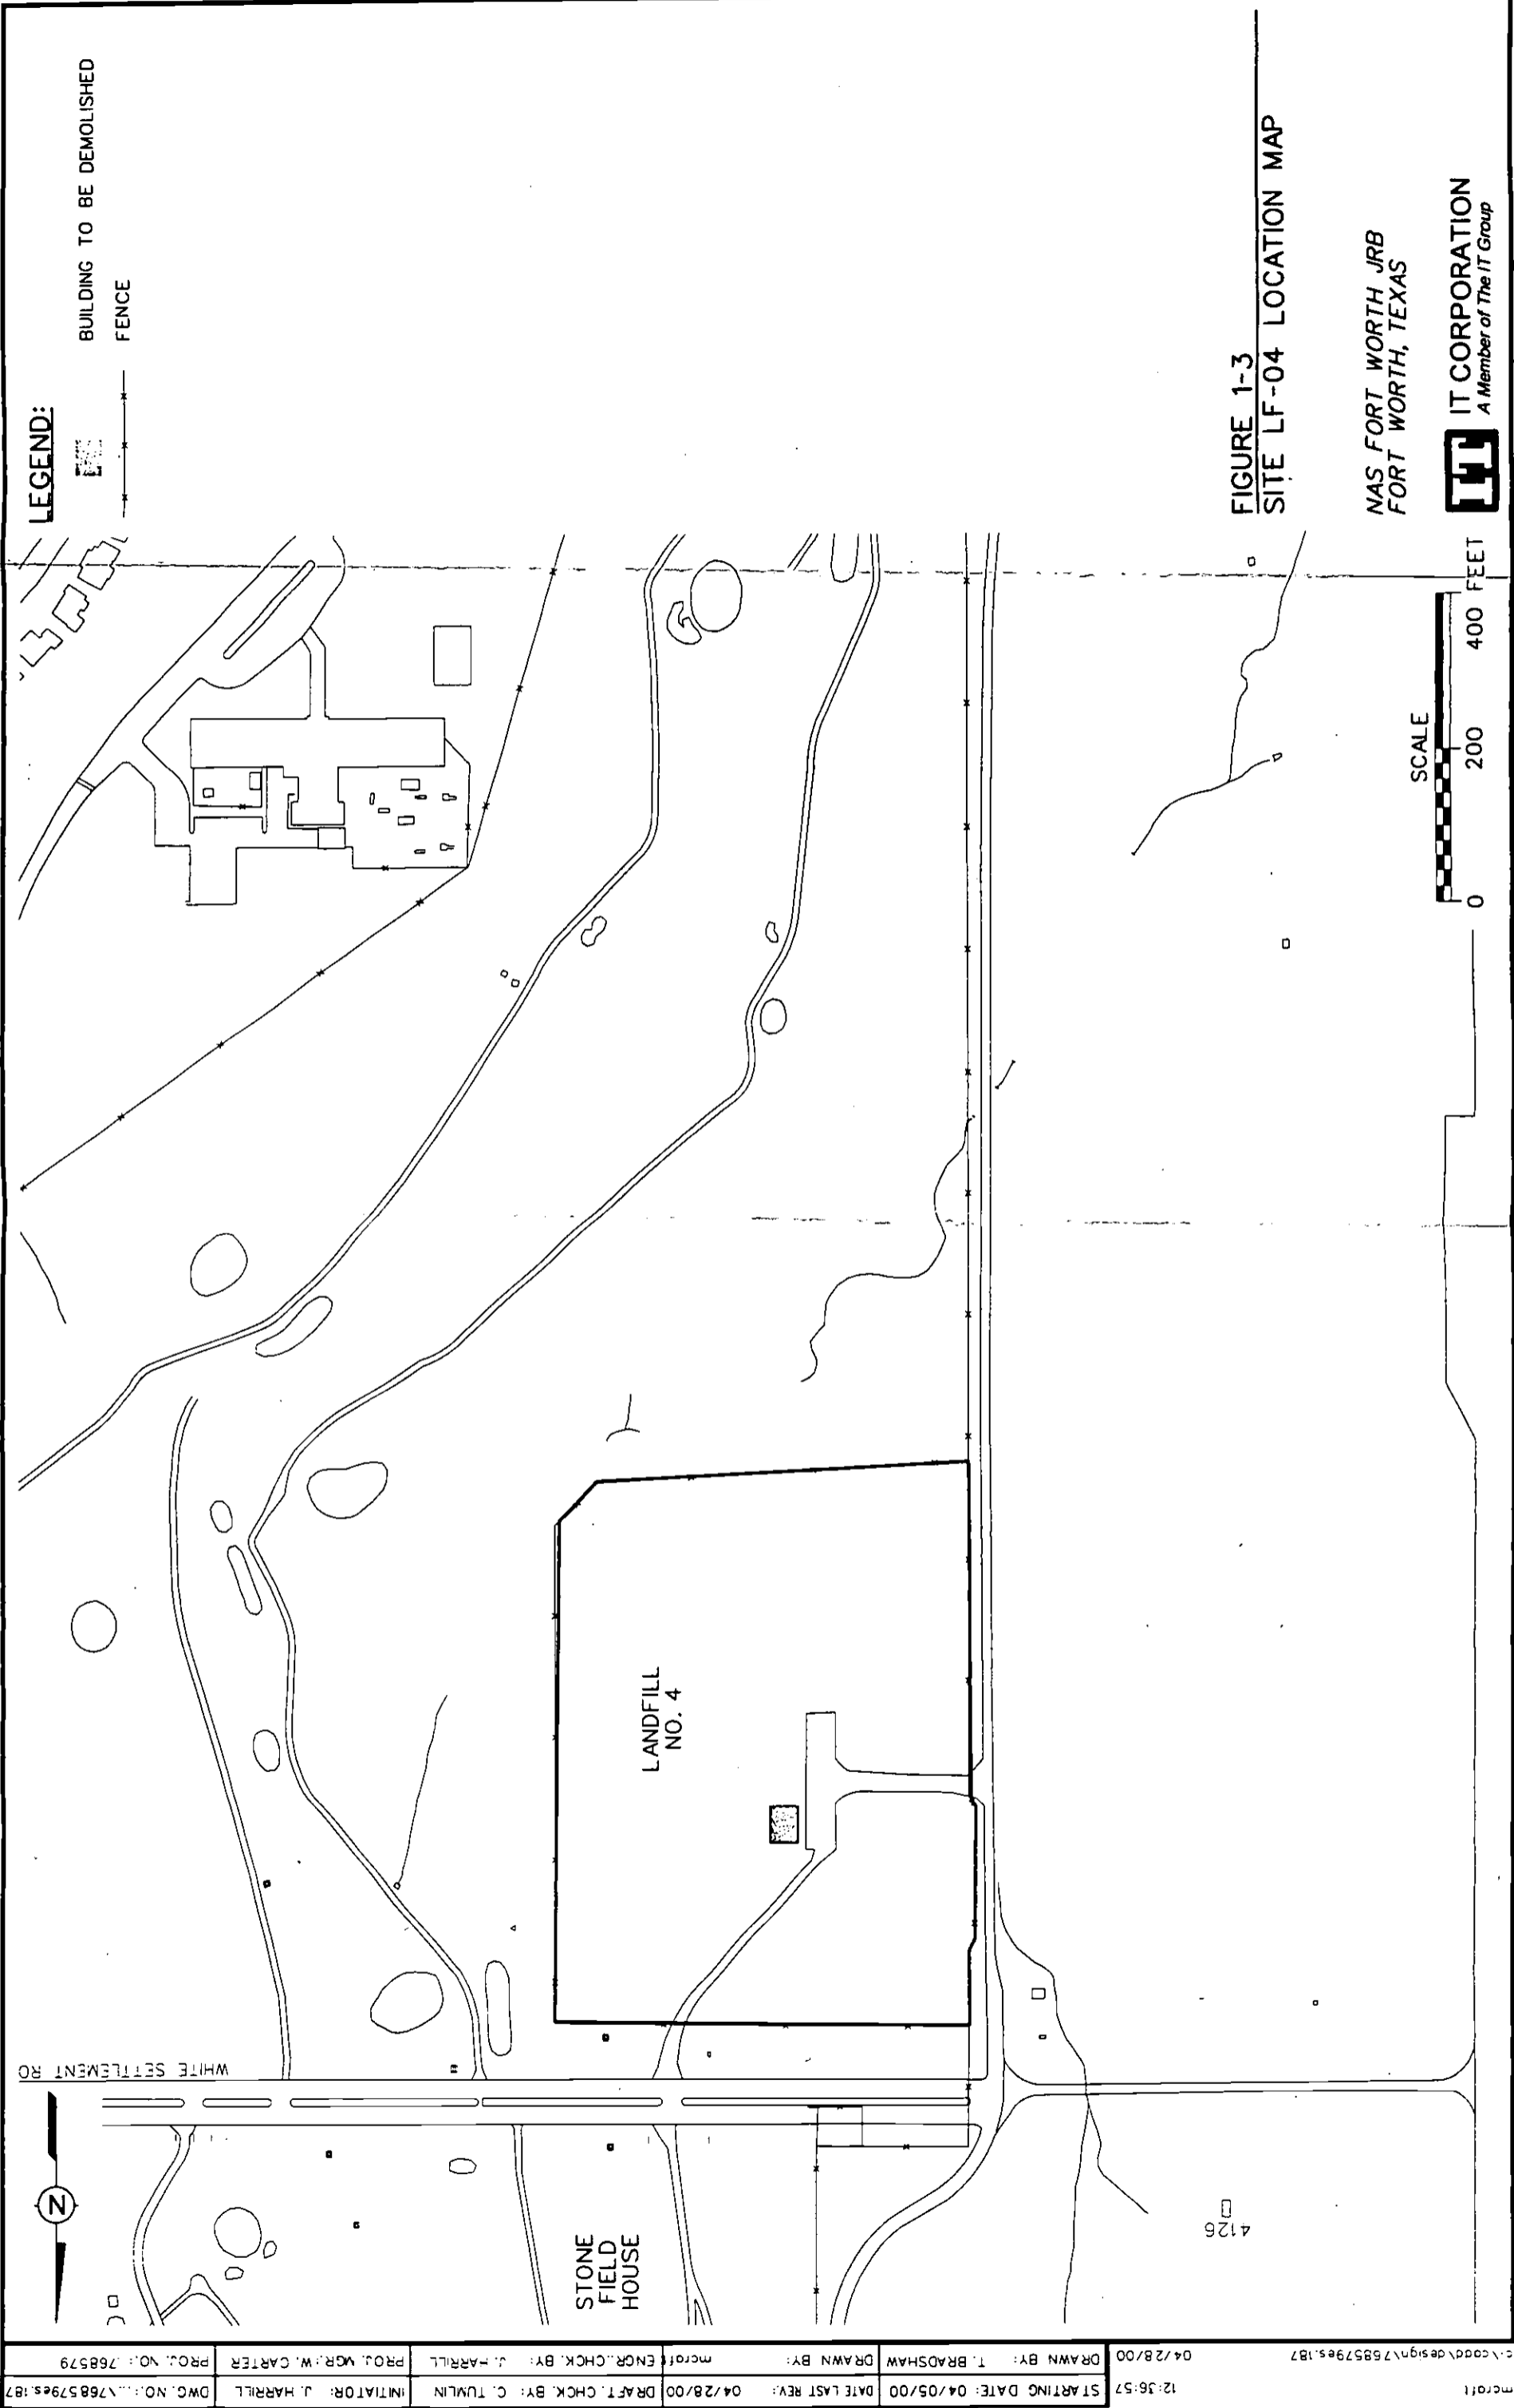 LEGEND:
BUILDING TO BE DEMOLISHED
FENCE
WHITE SETTLEMENT RD
N
STONE
FIELD
HOUSE
LANDFILL
NO. 4
4126
SCALE
0 200 400 FEET
FIGURE 1-3
SITE LF-04 LOCATION MAP
NAS FORT WORTH JRB
FORT WORTH, TEXAS
IT
IT CORPORATION
A Member of The IT Group
mcraft
12:36:57
c:\cadd\design\768579es.187
04/28/00
STARTING DATE: 04/05/00
DRAWN BY: T. BRADSHAW
DATE LAST REV.: 04/28/00
DRAWN BY: mcraft
DRAFT. CHCK. BY: C. TUMLIN
ENGR. CHCK. BY: J. HARRILL
INITIATOR: J. HARRILL
PROJ. MGR.: W. CARTER
DWG. NO.: ...\768579es.187
PROJ. NO.: 768579